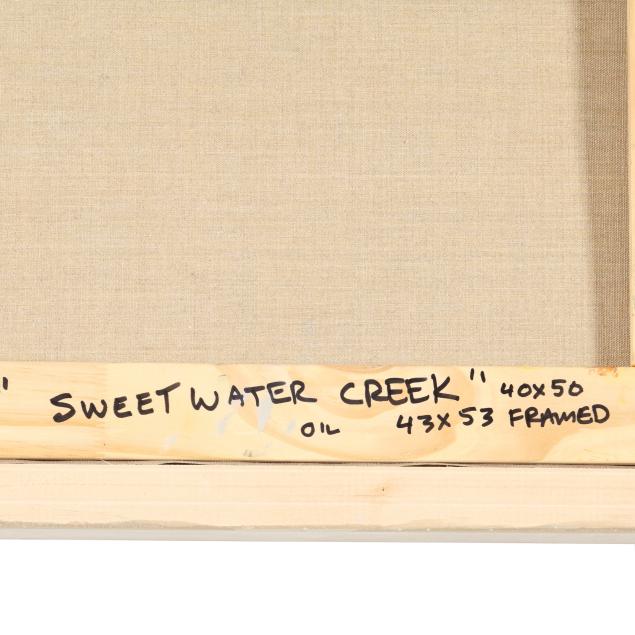 " SWEETWATER CREEK" 40X50
OIL 43X53 FRAMED